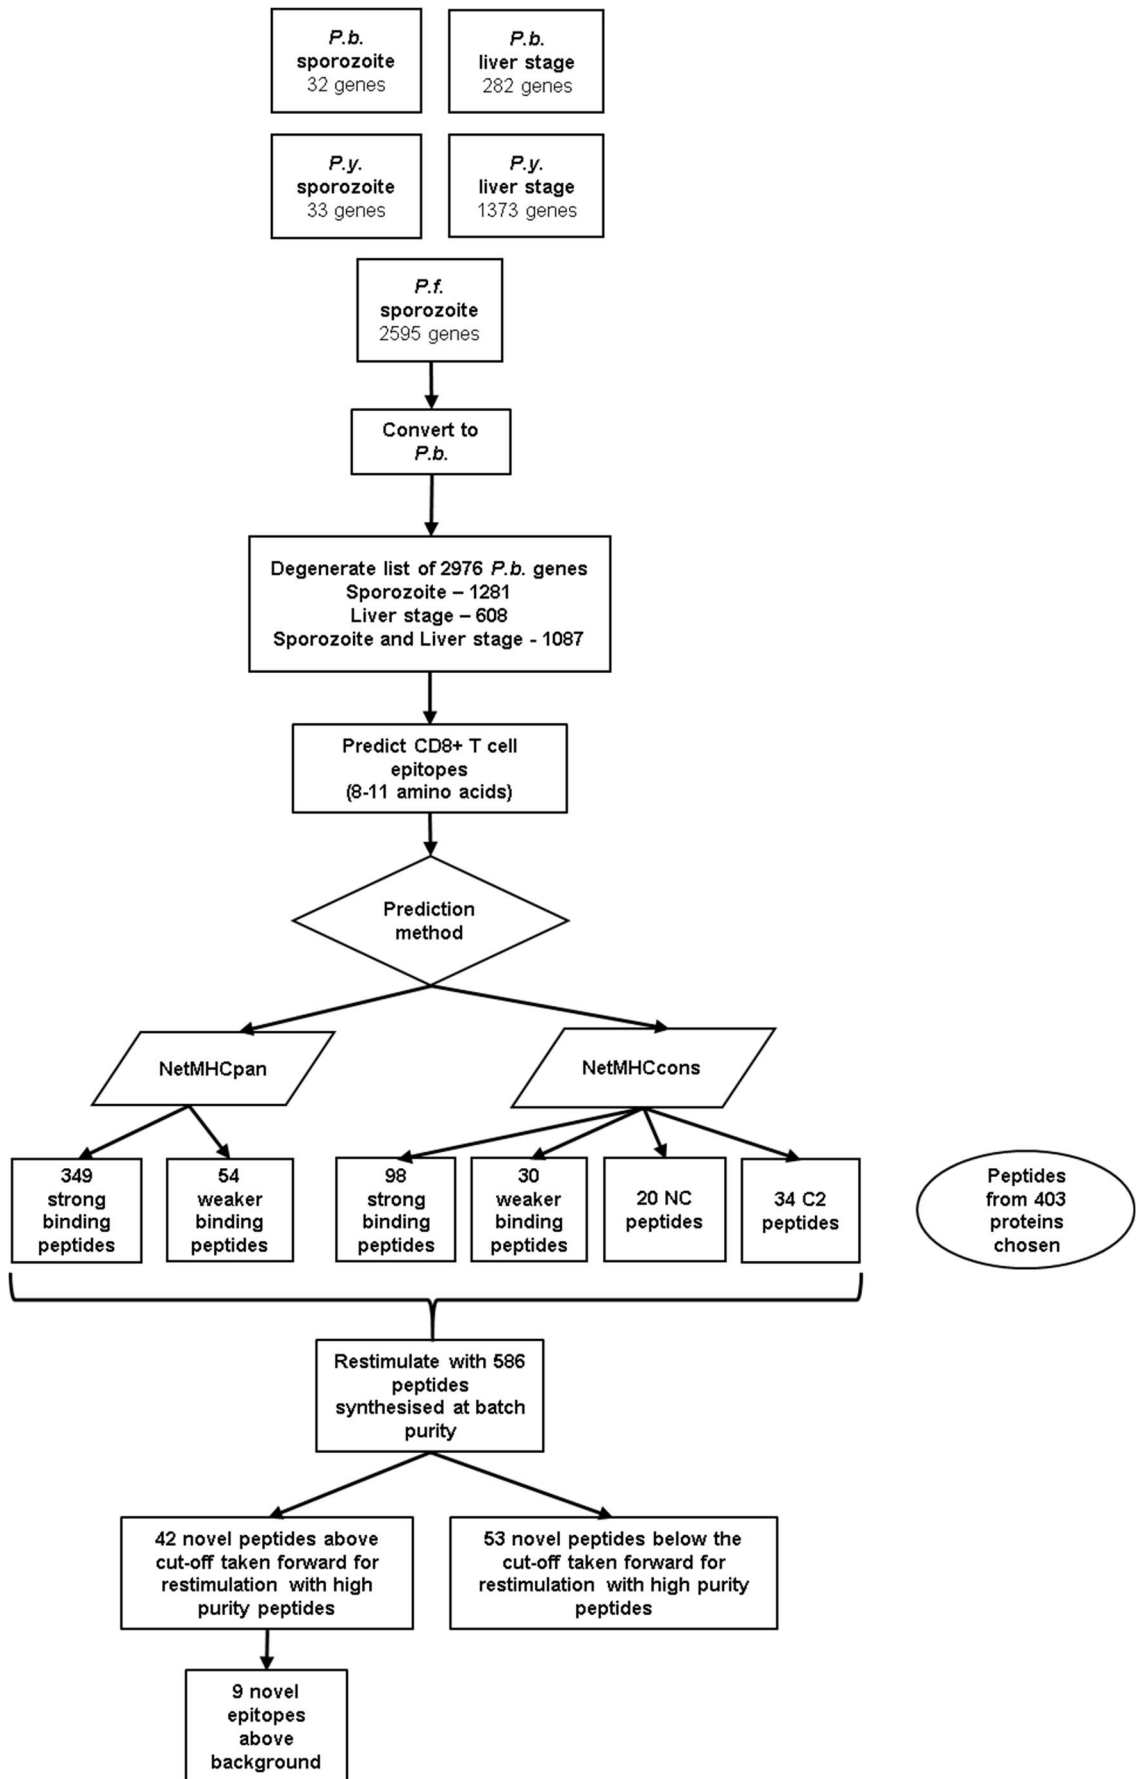 P.b.
sporozoite
32 genes
P.b.
liver stage
282 genes
P.y.
sporozoite
33 genes
P.y.
liver stage
1373 genes
P.f.
sporozoite
2595 genes
Convert to
P.b.
Degenerate list of 2976 P.b. genes
Sporozoite – 1281
Liver stage – 608
Sporozoite and Liver stage - 1087
Predict CD8+ T cell
epitopes
(8-11 amino acids)
Prediction
method
NetMHCpan
NetMHCcons
349
strong
binding
peptides
54
weaker
binding
peptides
98
strong
binding
peptides
30
weaker
binding
peptides
20 NC
peptides
34 C2
peptides
Peptides
from 403
proteins
chosen
Restimulate with 586
peptides
synthesised at batch
purity
42 novel peptides above
cut-off taken forward for
restimulation with high
purity peptides
53 novel peptides below the
cut-off taken forward for
restimulation with high purity
peptides
9 novel
epitopes
above
background